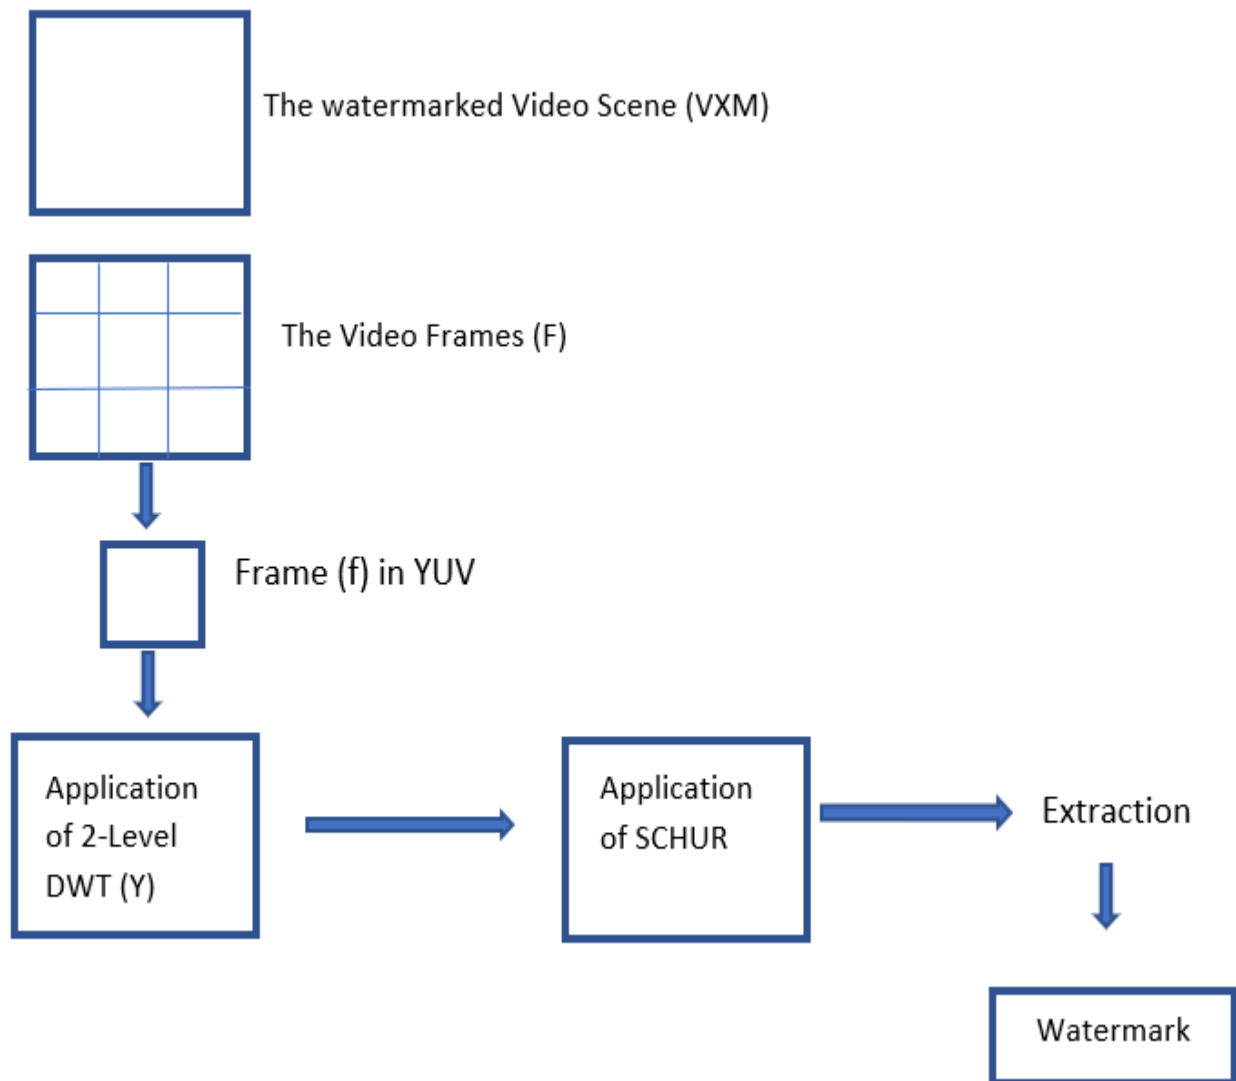 The watermarked Video Scene (VXM)
The Video Frames (F)
Frame (f) in YUV
Application
of 2-Level
DWT (Y)
Application
of SCHUR
Extraction
Watermark